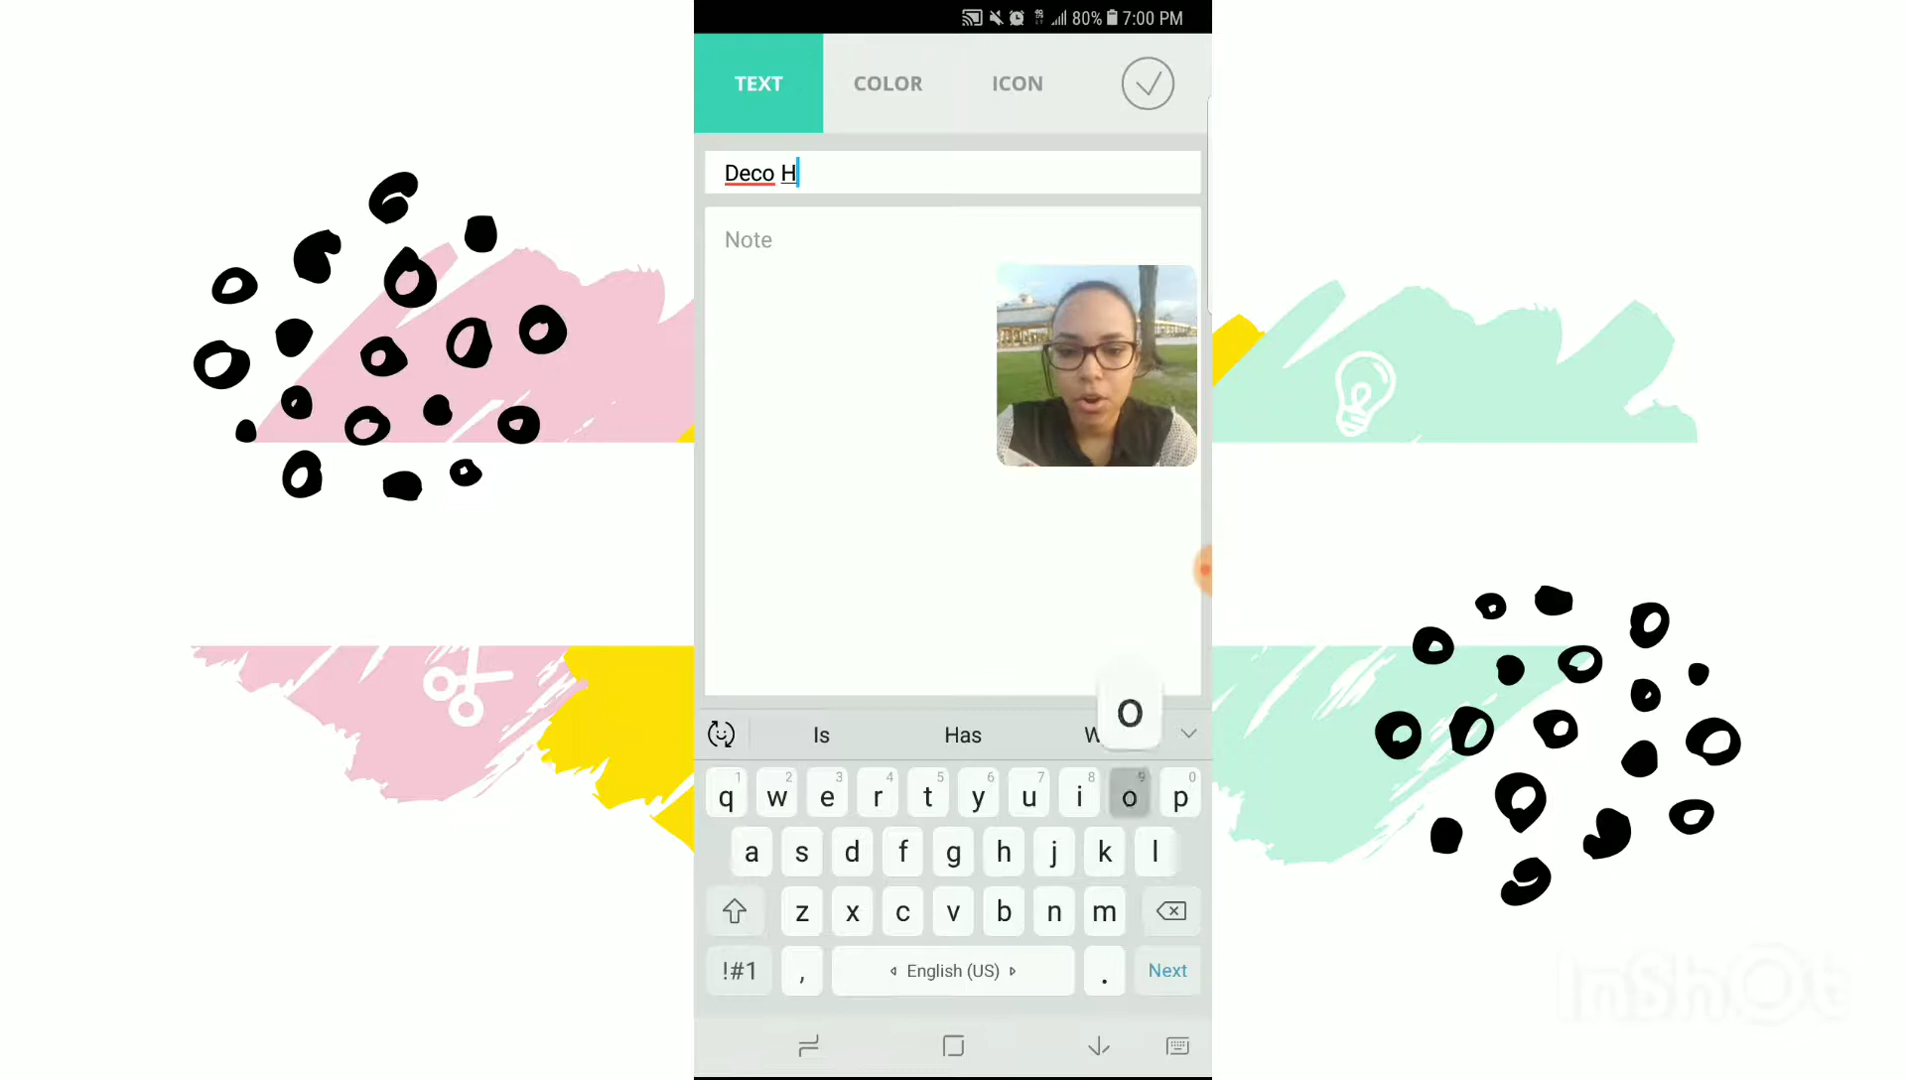 80% 7:00 PM
TEXT COLOR ICON
Deco H
Note
o
Is Has
1 2 3 4 5 6 7 8 9 0
q w e r t y u i o p
a s d f g h j k l
z x c v b n m
!#1 , English (US) . Next
InShOt